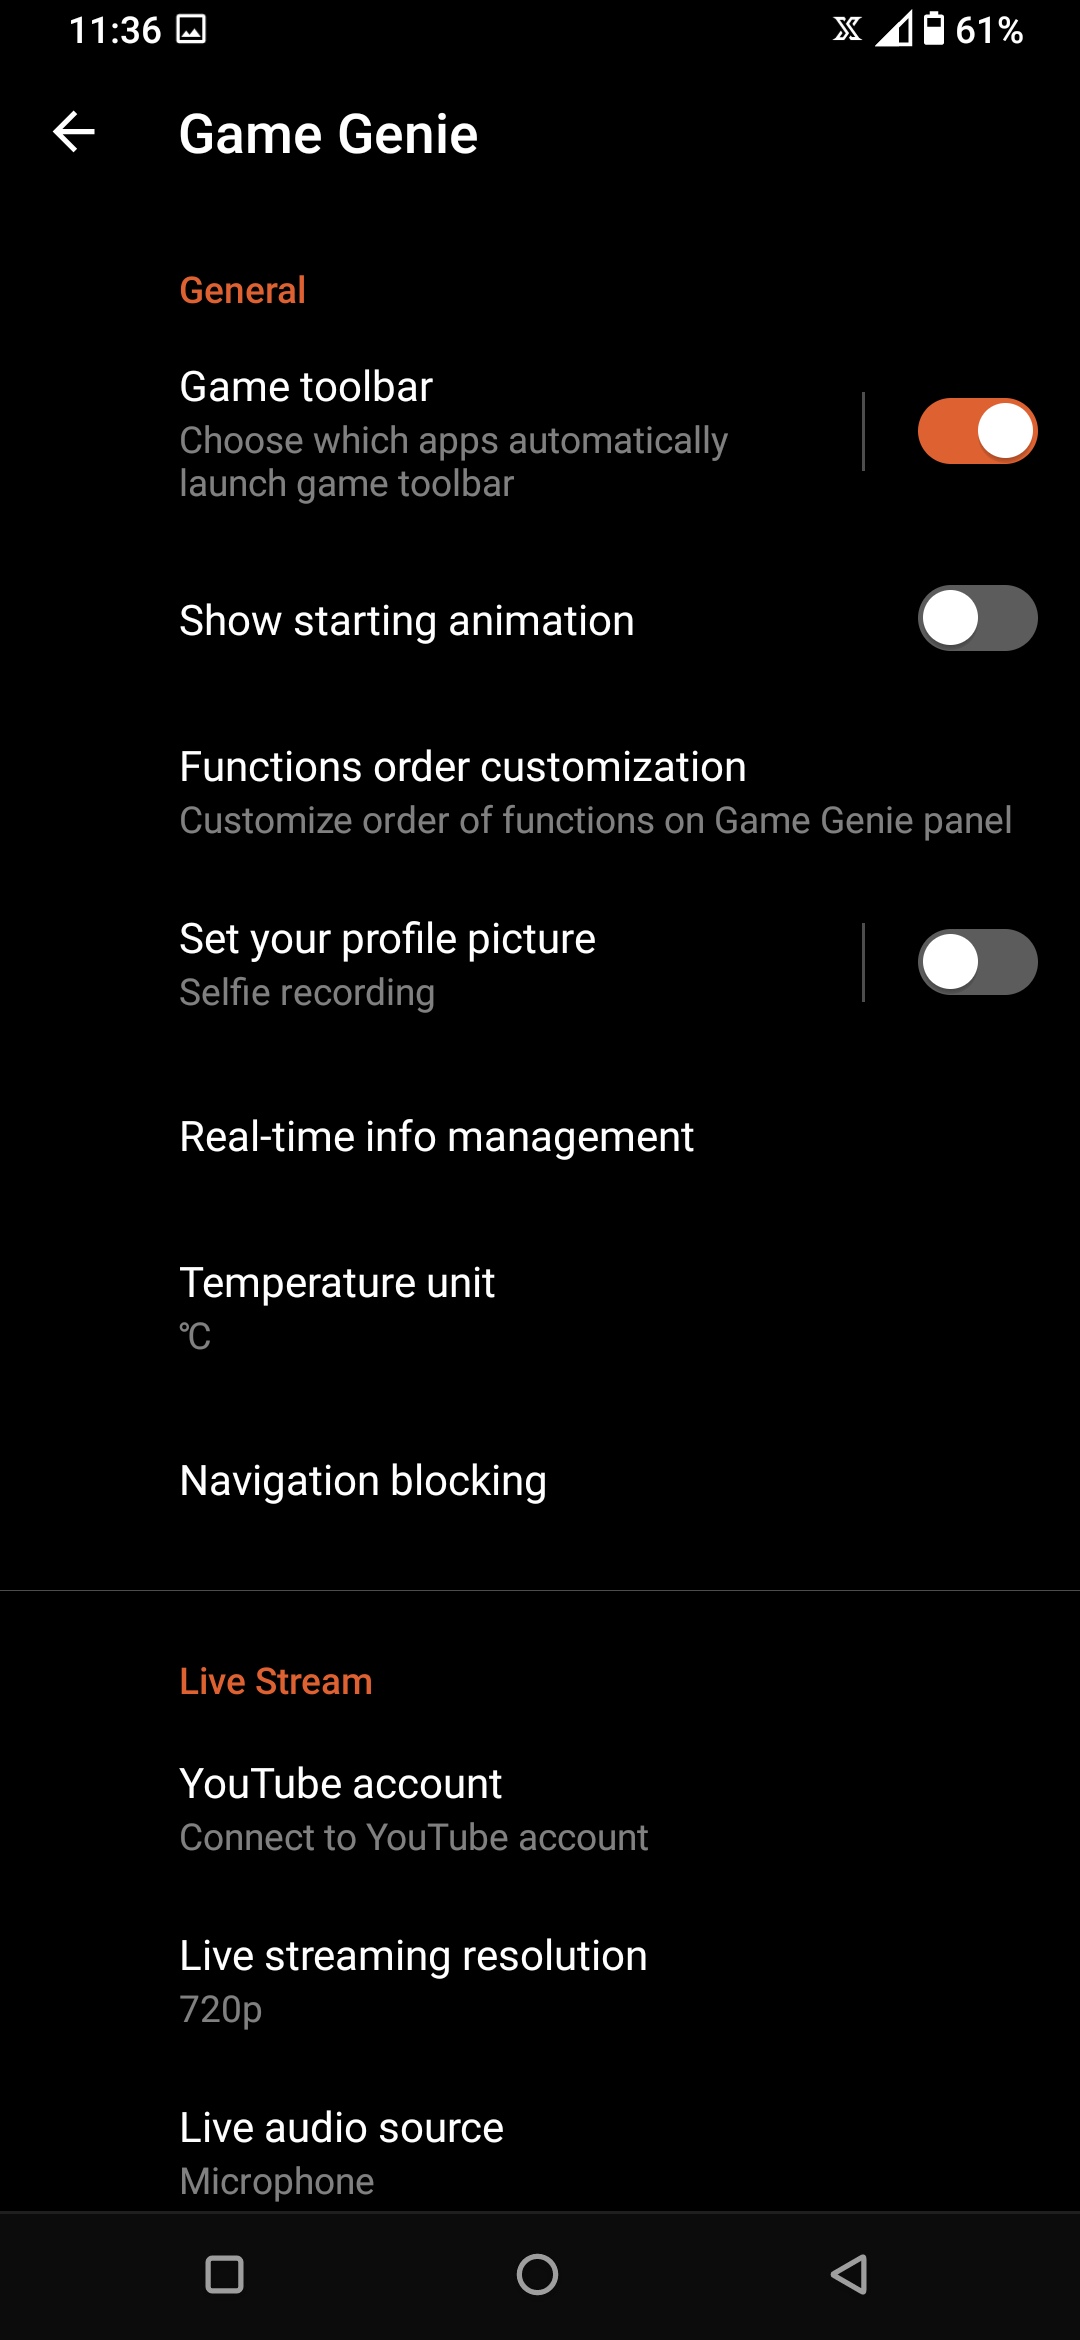 11:36
61%
Game Genie
General
Game toolbar
Choose which apps automatically
launch game toolbar
Show starting animation
Functions order customization
Customize order of functions on Game Genie panel
Set your profile picture
Selfie recording
Real-time info management
Temperature unit
℃
Navigation blocking
Live Stream
YouTube account
Connect to YouTube account
Live streaming resolution
720p
Live audio source
Microphone